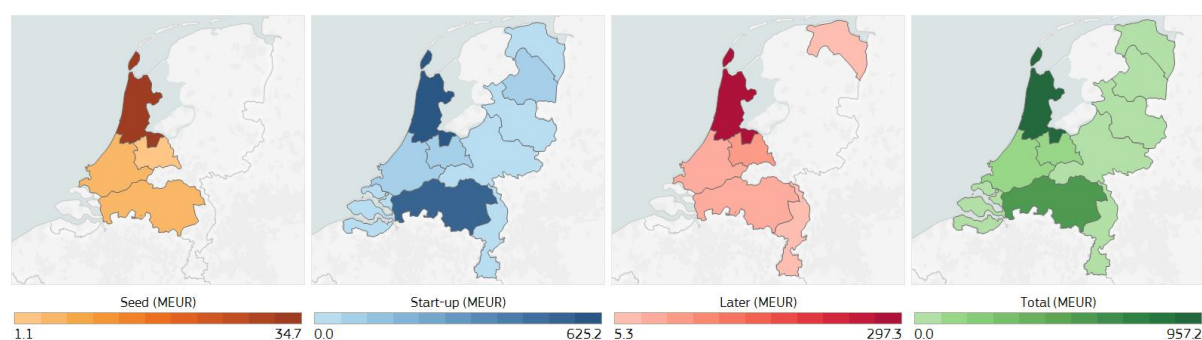 Seed (MEUR)
1.1 34.7
Start-up (MEUR)
0.0 625.2
Later (MEUR)
5.3 297.3
Total (MEUR)
0.0 957.2